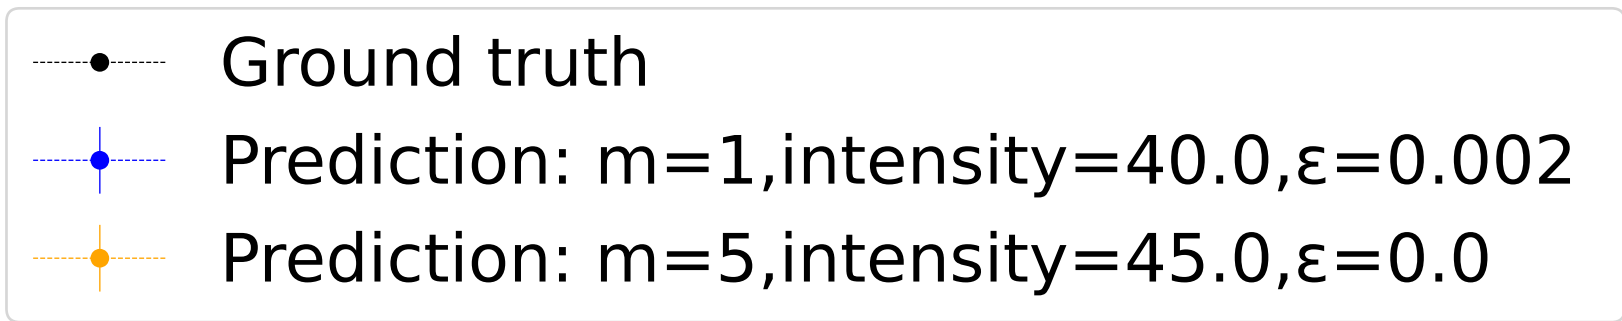 Ground truth
Prediction: m=1,intensity=40.0,ε=0.002
Prediction: m=5,intensity=45.0,ε=0.0